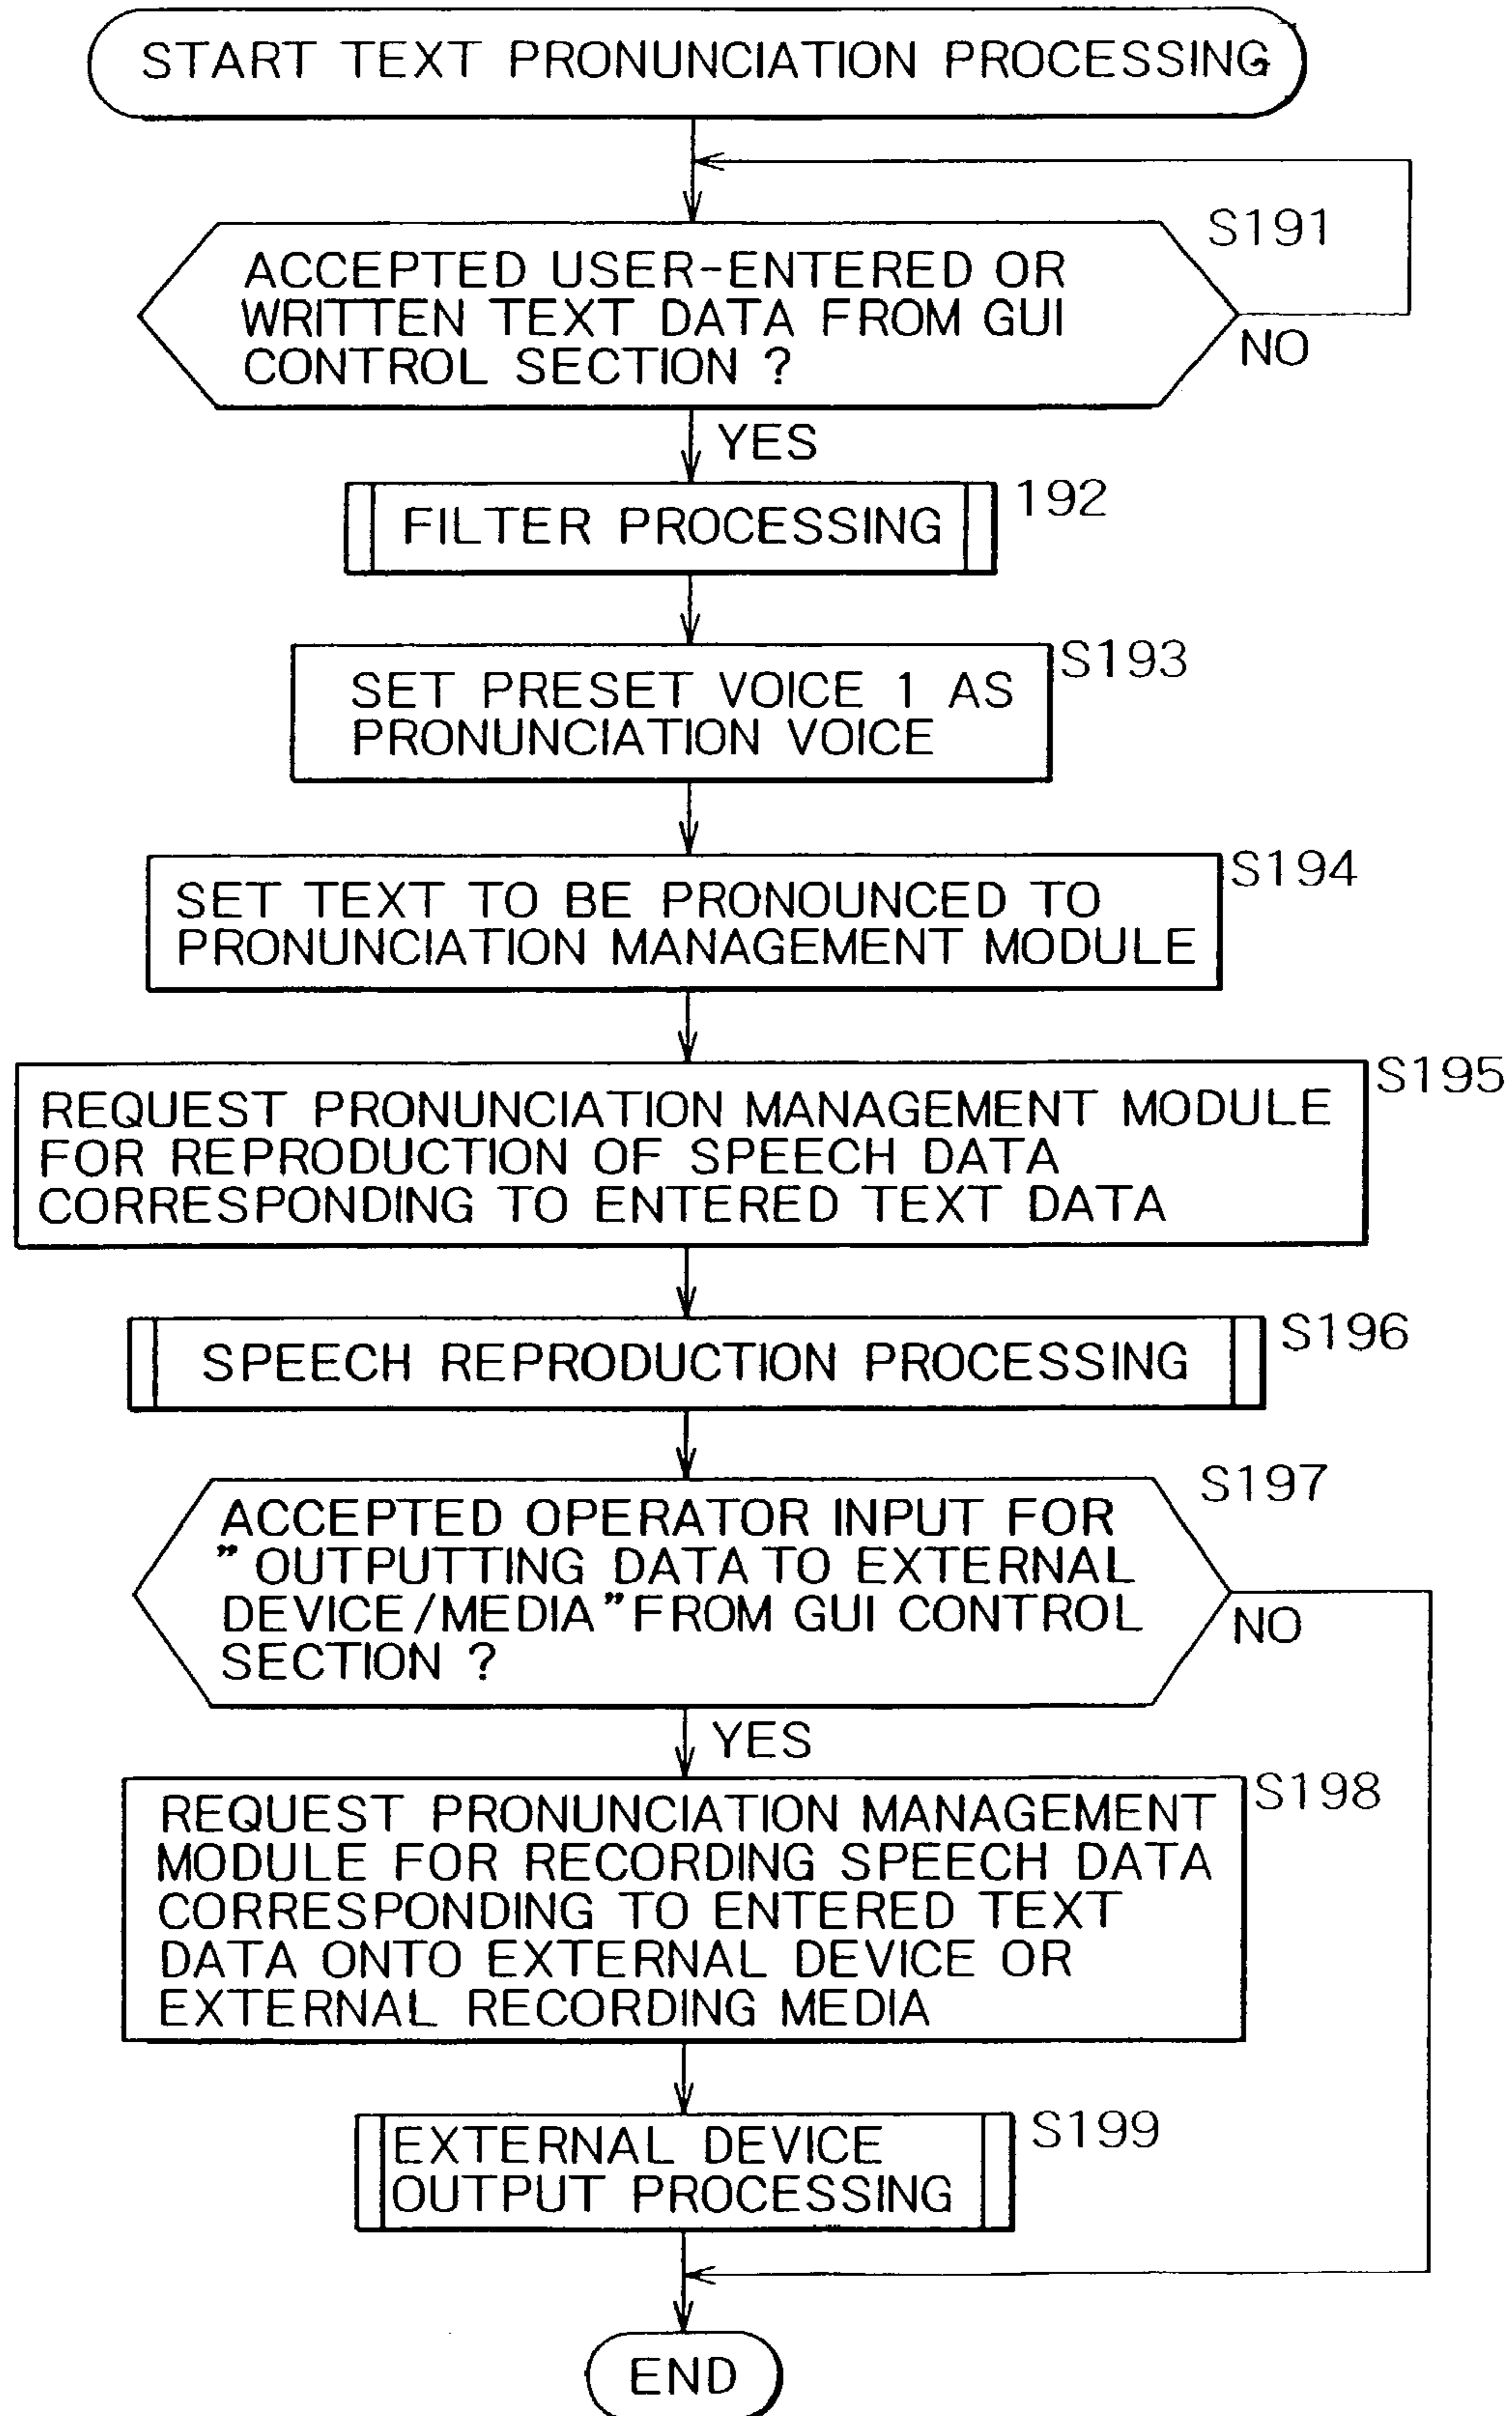 START TEXT PRONUNCIATION PROCESSING
S191
ACCEPTED USER-ENTERED OR
WRITTEN TEXT DATA FROM GUI
CONTROL SECTION ?
NO
YES
192
FILTER PROCESSING
S193
SET PRESET VOICE 1 AS
PRONUNCIATION VOICE
S194
SET TEXT TO BE PRONOUNCED TO
PRONUNCIATION MANAGEMENT MODULE
S195
REQUEST PRONUNCIATION MANAGEMENT MODULE
FOR REPRODUCTION OF SPEECH DATA
CORRESPONDING TO ENTERED TEXT DATA
S196
SPEECH REPRODUCTION PROCESSING
S197
ACCEPTED OPERATOR INPUT FOR
” OUTPUTTING DATA TO EXTERNAL
DEVICE/MEDIA” FROM GUI CONTROL
SECTION ?
NO
YES
S198
REQUEST PRONUNCIATION MANAGEMENT
MODULE FOR RECORDING SPEECH DATA
CORRESPONDING TO ENTERED TEXT
DATA ONTO EXTERNAL DEVICE OR
EXTERNAL RECORDING MEDIA
S199
EXTERNAL DEVICE
OUTPUT PROCESSING
END